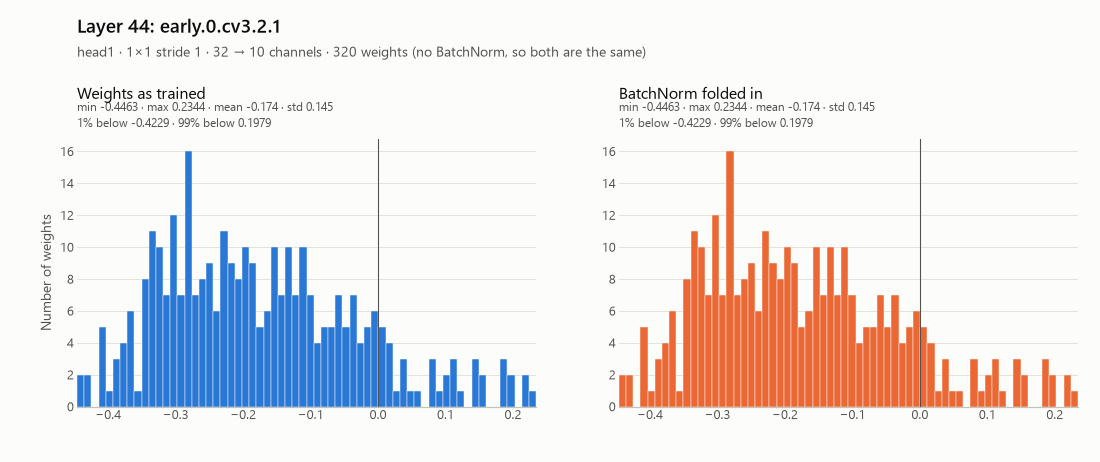 Layer 44: early.0.cv3.2.1
head1 · 1×1 stride 1 · 32 → 10 channels · 320 weights (no BatchNorm, so both are the same)
Weights as trained
min -0.4463 · max 0.2344 · mean -0.174 · std 0.145
1% below -0.4229 · 99% below 0.1979
16
14
12
10
8
6
4
2
0
Number of weights
−0.4 −0.3 −0.2 −0.1 0.0 0.1 0.2
BatchNorm folded in
min -0.4463 · max 0.2344 · mean -0.174 · std 0.145
1% below -0.4229 · 99% below 0.1979
16
14
12
10
8
6
4
2
0
−0.4 −0.3 −0.2 −0.1 0.0 0.1 0.2